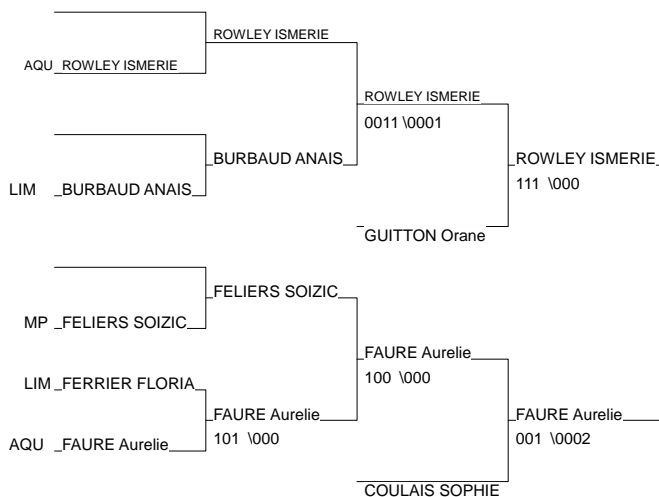 ROWLEY ISMERIE
AQU ROWLEY ISMERIE
ROWLEY ISMERIE
0011 \0001
BURBAUD ANAIS
ROWLEY ISMERIE
111 \000
LIM BURBAUD ANAIS
GUITTON Orane
FELIERS SOIZIC
MP FELIERS SOIZIC
FAURE Aurelie
100 \000
LIM FERRIER FLORIA
FAURE Aurelie
101 \000
FAURE Aurelie
001 \0002
AQU FAURE Aurelie
COULAIS SOPHIE